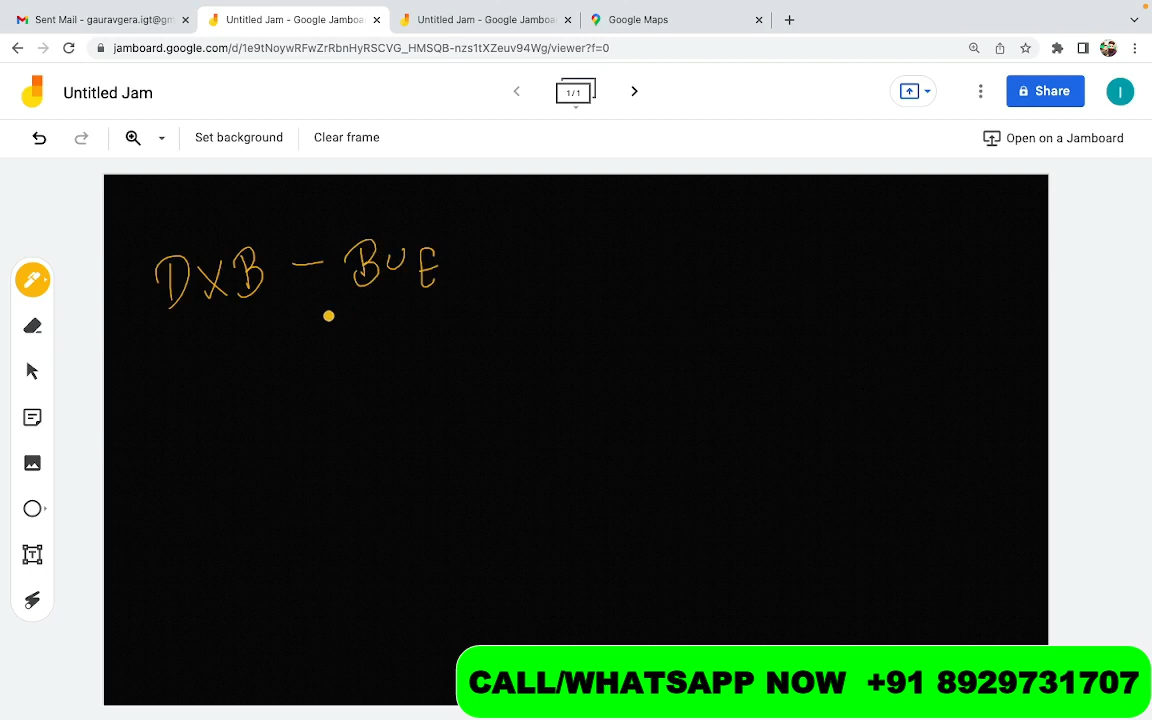 Sent Mail - gauravgera.igt@gm
Untitled Jam - Google Jamboa
Untitled Jam - Google Jamboa
Google Maps
jamboard.google.com/d/1e9tNoywRFwZrRbnHyRSCVG_HMSQB-nzs1tXZeuv94Wg/viewer?f=0
Untitled Jam
1/1
Share
I
Set background
Clear frame
Open on a Jamboard
DXB - BUE
CALL/WHATSAPP NOW +91 8929731707